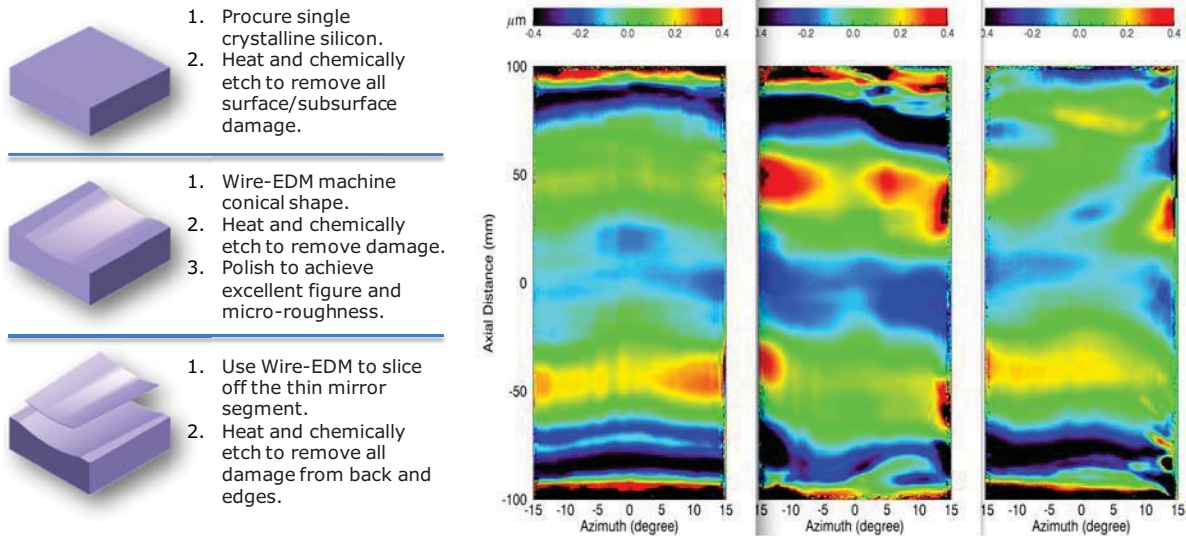 1. Procure single
crystalline silicon.
2. Heat and chemically
etch to remove all
surface/subsurface
damage.
1. Wire-EDM machine
conical shape.
2. Heat and chemically
etch to remove damage.
3. Polish to achieve
excellent figure and
micro-roughness.
1. Use Wire-EDM to slice
off the thin mirror
segment.
2. Heat and chemically
etch to remove all
damage from back and
edges.
μm
-0.4 -0.2 0.0 0.2 0.4
-0.2 0.0 0.2 0.4
0.4 -0.2 0.0 0.2 0.4
100
50
0
-50
-100
Axial Distance (mm)
-15 -10 -5 0 5 10 15
-10 -5 0 5 10 15
-10 -5 0 5 10 15
Azimuth (degree)
Azimuth (degree)
Azimuth (degree)